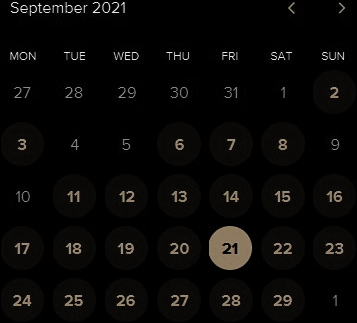 September 2021
MON TUE WED THU FRI SAT SUN
27 28 29 30 31 1 2
3 4 5 6 7 8 9
10 11 12 13 14 15 16
17 18 19 20 21 22 23
24 25 26 27 28 29 1